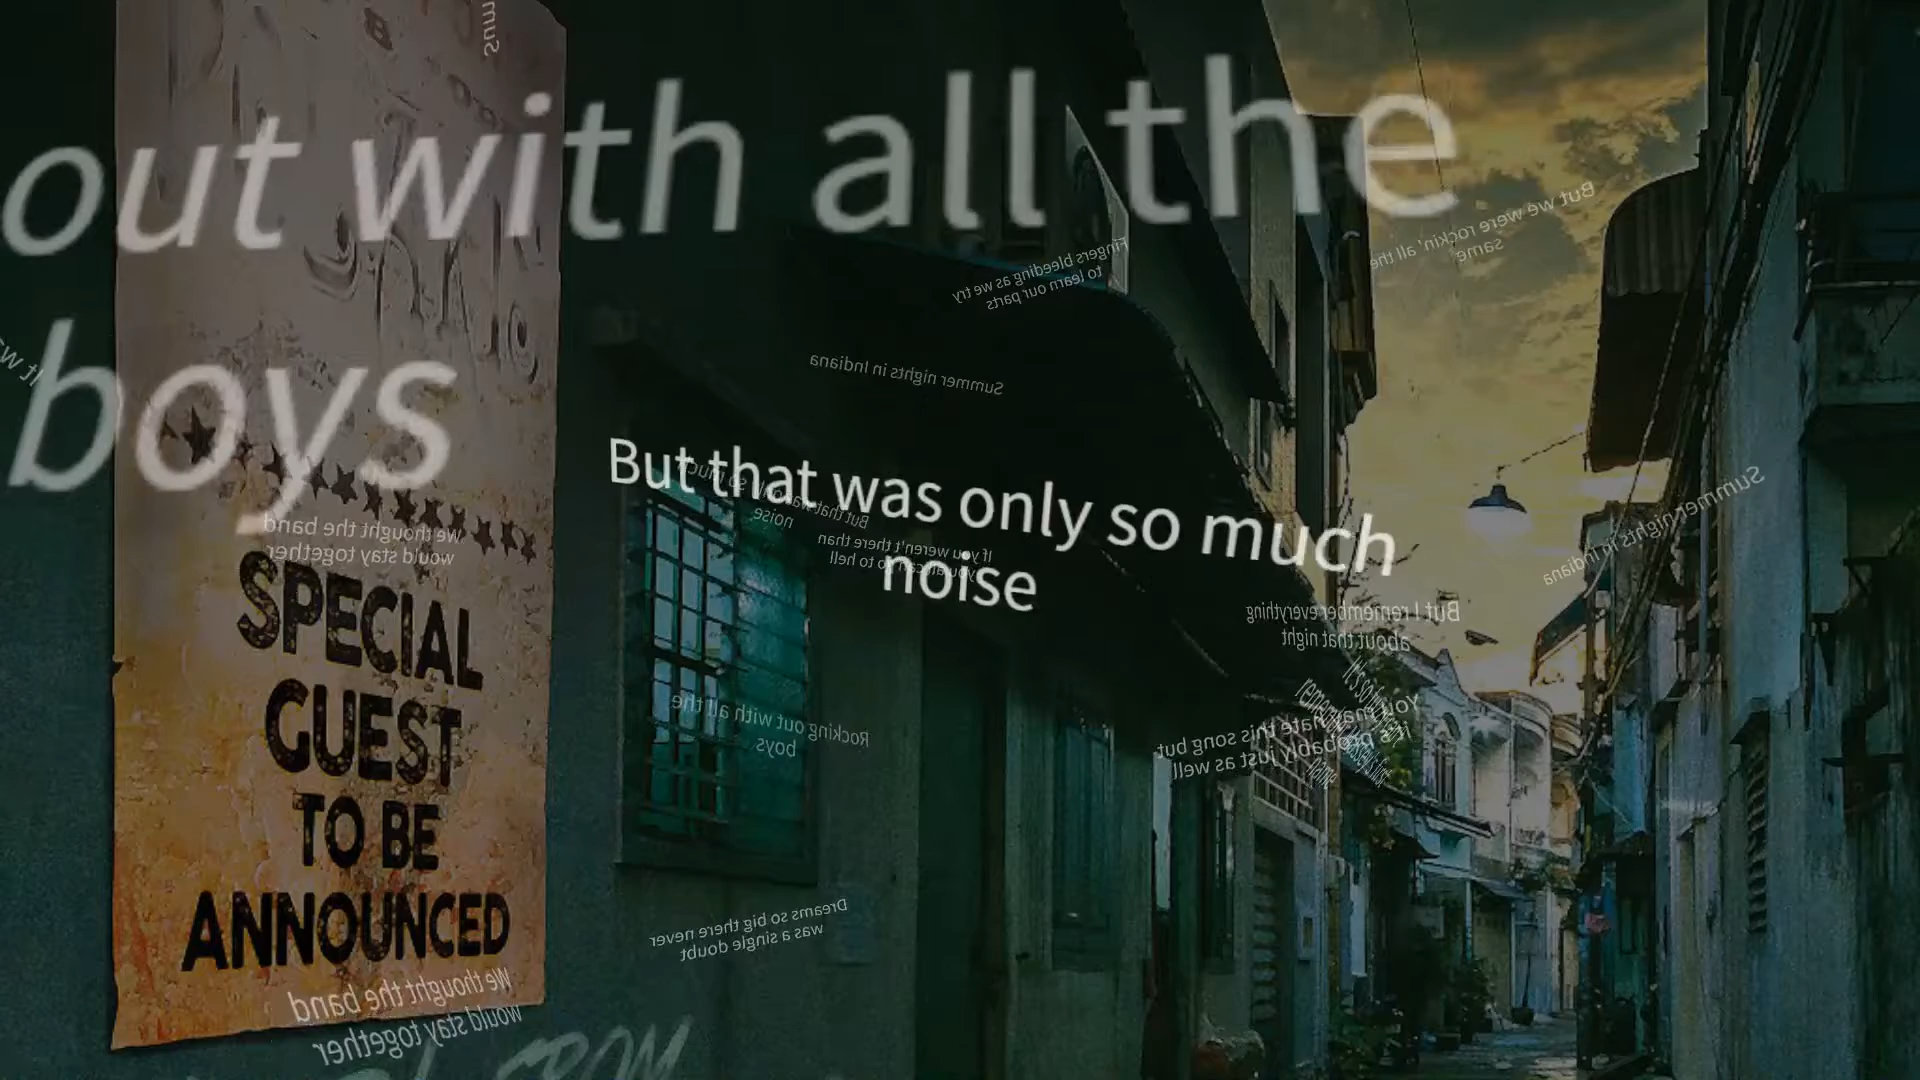 out with all the
boys
But we were rockin' all the
same
Fingers bleeding as we try
to learn our parts
Summer nights in Indiana
But that was only so much
noise
But that was only so much
noise
Summer nights in Indiana
We thought the band
would stay together
If you weren't there than
you all can go to hell
SPECIAL
GUEST
TO BE
ANNOUNCED
But I remember everything
about that night
You may hate this song but
it's probably just as well
Rocking out with all the
boys
Dreams so big there never
was a single doubt
We thought the band
would stay together